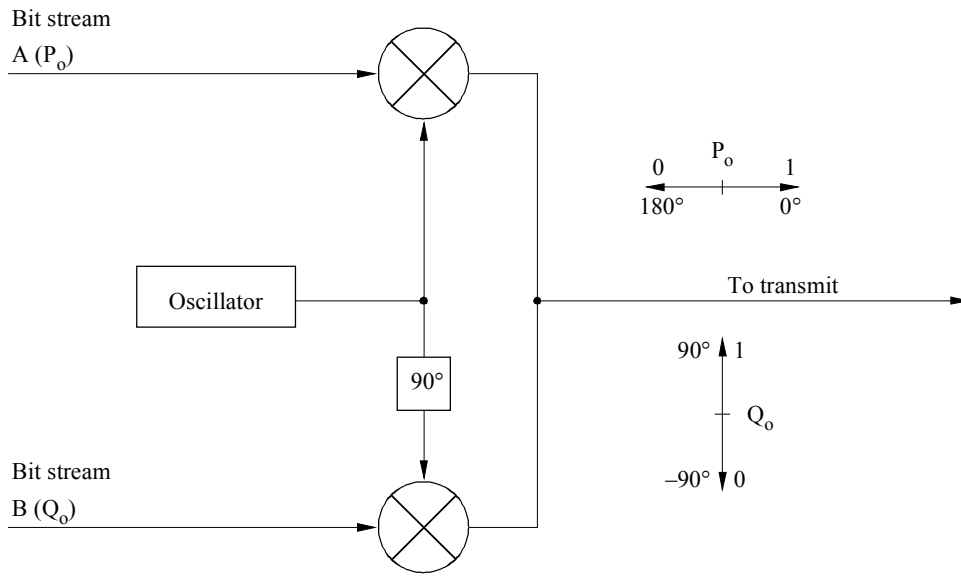 Bit stream
A (Pₒ)
Pₒ
0 1
180° 0°
Oscillator
To transmit
90°
90° 1
Qₒ
–90° 0
Bit stream
B (Qₒ)